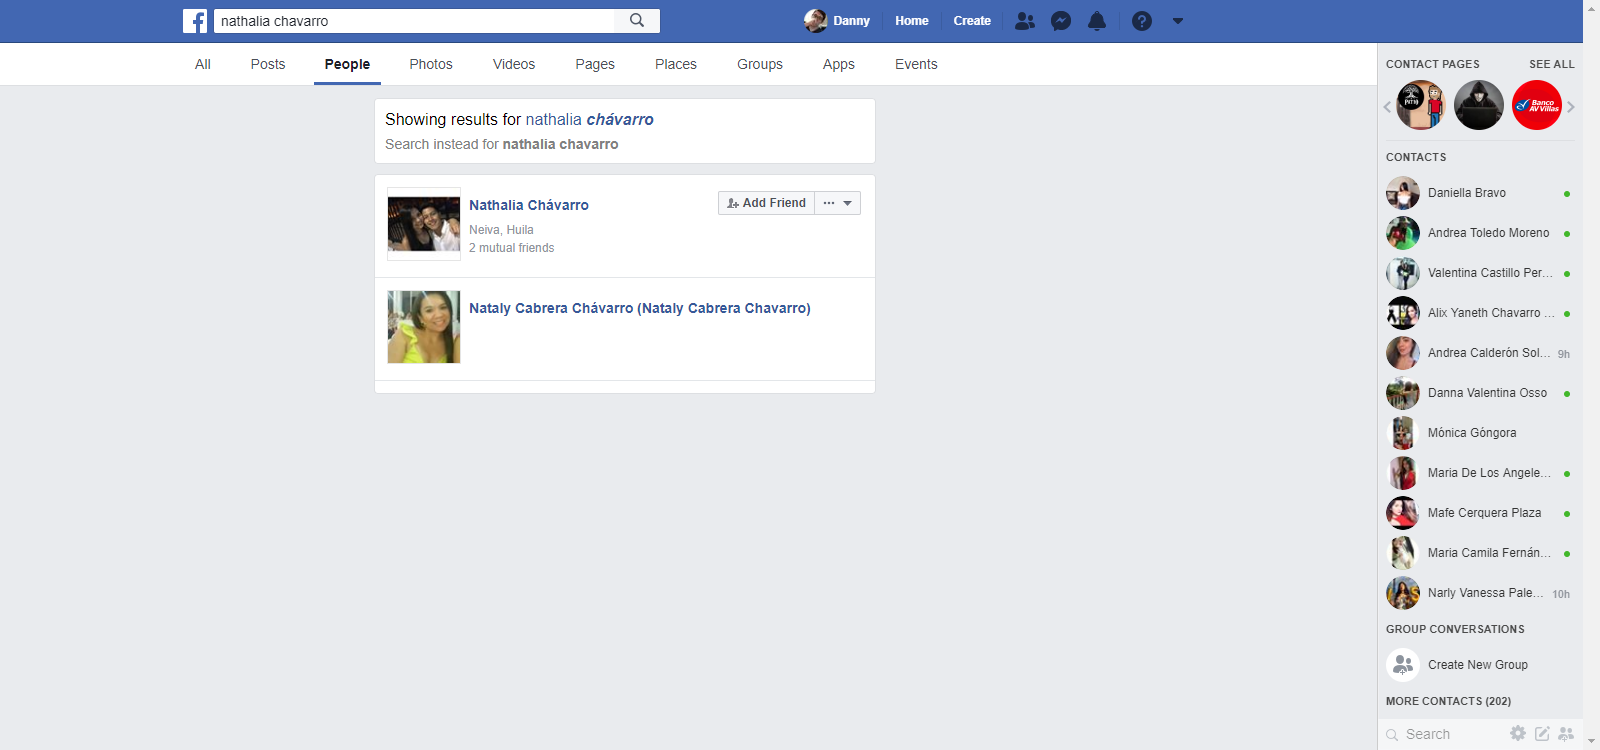 nathalia chavarro
Danny Home Create
All Posts People Photos Videos Pages Places Groups Apps Events
Showing results for nathalia chávarro
Search instead for nathalia chavarro
Nathalia Chávarro
Add Friend
Neiva, Huila
2 mutual friends
Nataly Cabrera Chávarro (Nataly Cabrera Chavarro)
CONTACT PAGES SEE ALL
Banco
AV Villas
CONTACTS
Daniella Bravo
Andrea Toledo Moreno
Valentina Castillo Per...
Alix Yaneth Chavarro ...
Andrea Calderón Sol... 9h
Danna Valentina Osso
Mónica Góngora
Maria De Los Angele...
Mafe Cerquera Plaza
Maria Camila Fernán...
Narly Vanessa Pale... 10h
GROUP CONVERSATIONS
Create New Group
MORE CONTACTS (202)
Search